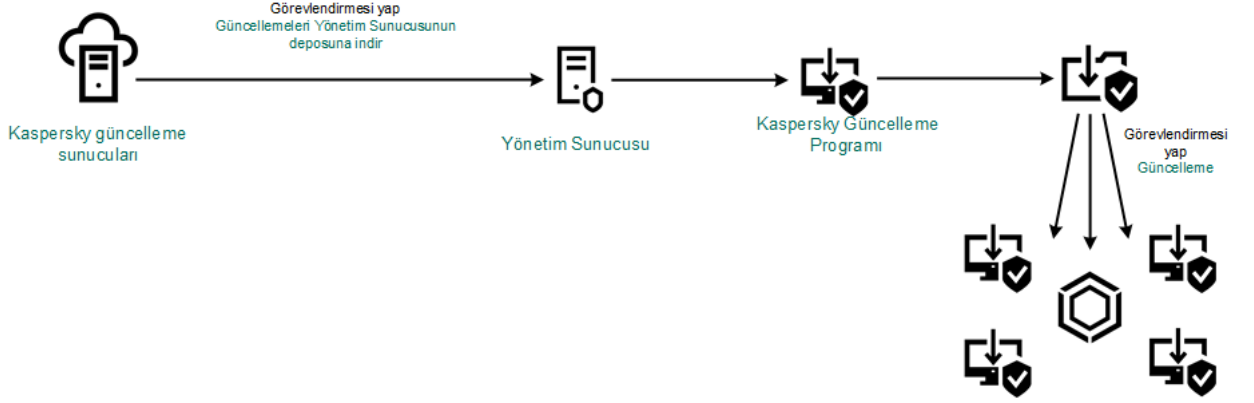 Görevlendirmesi yap
Güncellemeleri Yönetim Sunucusunun
deposuna indir
Kaspersky güncelleme
sunucuları
Yönetim Sunucusu
Kaspersky Güncelleme
Programı
Görevlendirmesi
yap
Güncelleme